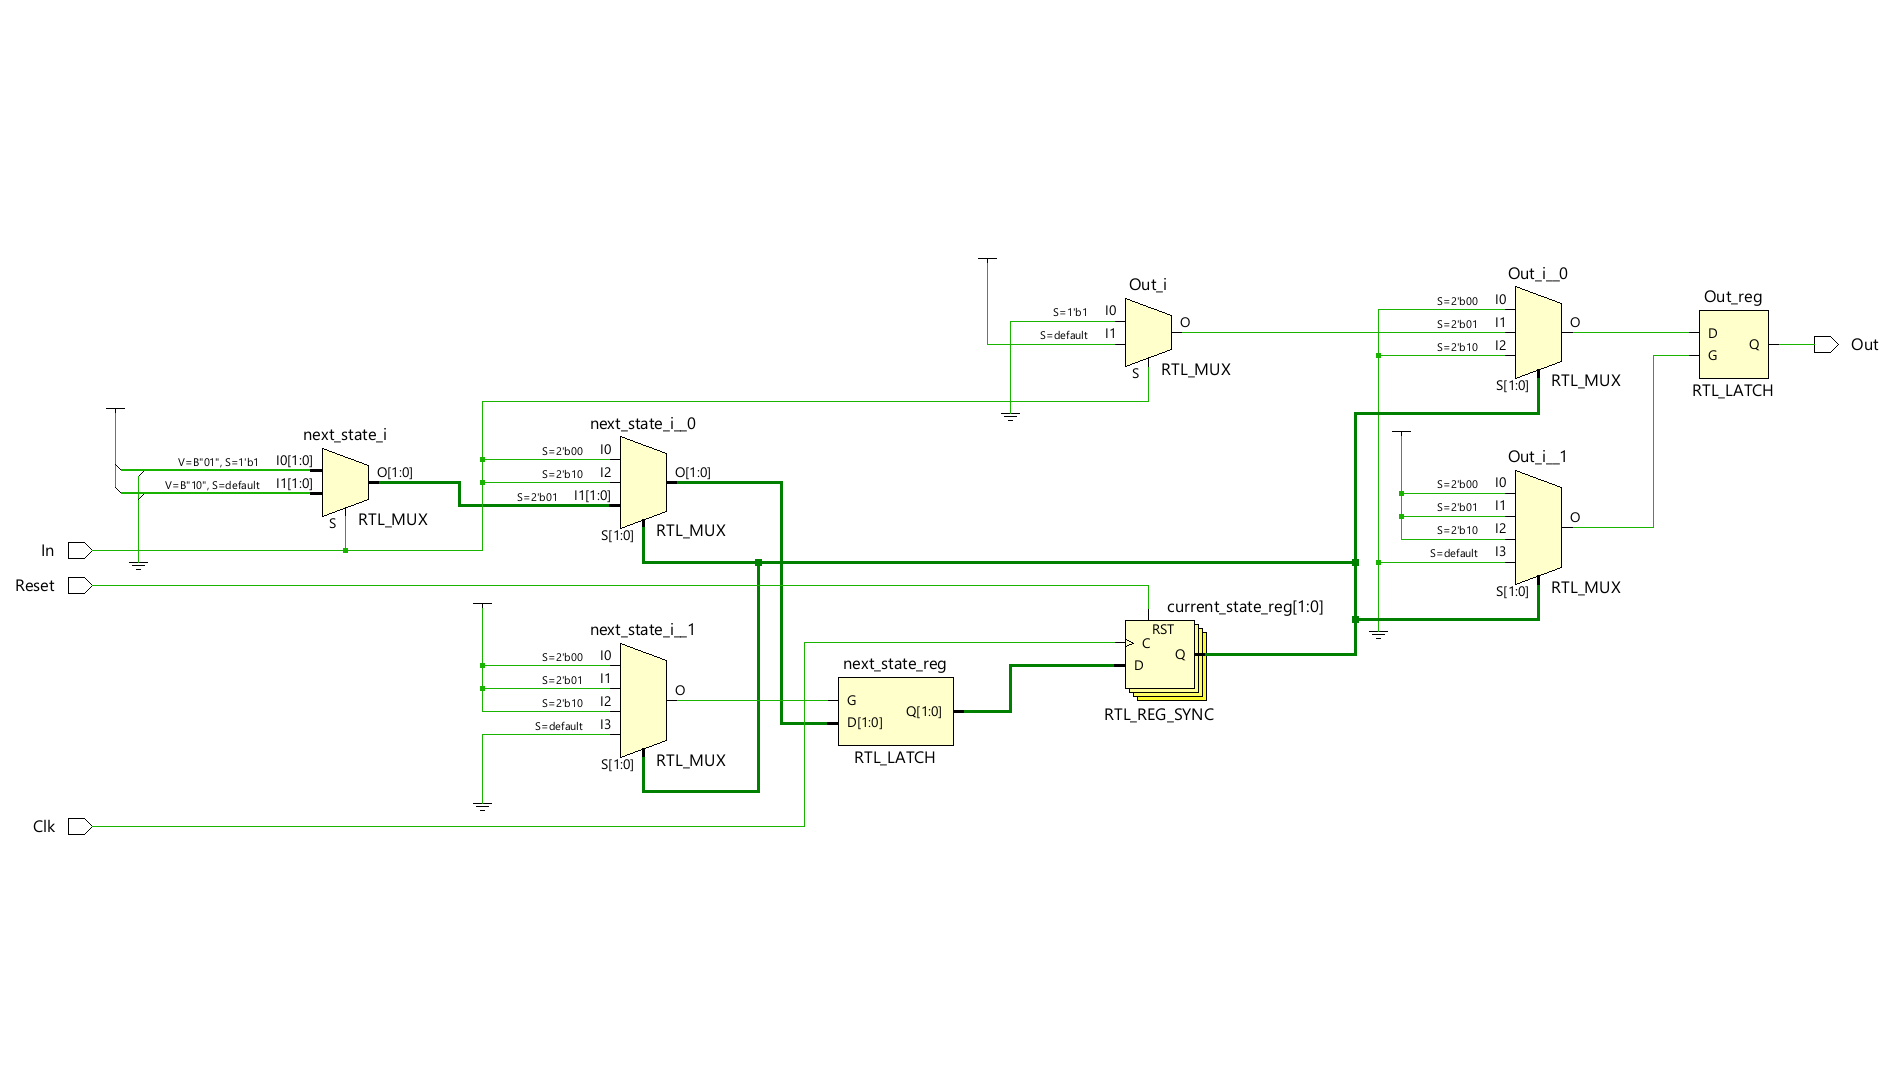 Out_i
S=1'b1 I0
S=default I1
O
S
RTL_MUX
Out_i__0
S=2'b00 I0
S=2'b01 I1
S=2'b10 I2
O
S[1:0]
RTL_MUX
Out_reg
D
G
Q
RTL_LATCH
Out
next_state_i
V=B"01", S=1'b1 I0[1:0]
V=B"10", S=default I1[1:0]
O[1:0]
S
RTL_MUX
next_state_i__0
S=2'b00 I0
S=2'b10 I2
S=2'b01 I1[1:0]
O[1:0]
S[1:0]
RTL_MUX
Out_i__1
S=2'b00 I0
S=2'b01 I1
S=2'b10 I2
S=default I3
O
S[1:0]
RTL_MUX
In
Reset
next_state_i__1
S=2'b00 I0
S=2'b01 I1
S=2'b10 I2
S=default I3
O
S[1:0]
RTL_MUX
next_state_reg
G
D[1:0]
Q[1:0]
RTL_LATCH
current_state_reg[1:0]
RST
C
D
Q
RTL_REG_SYNC
Clk